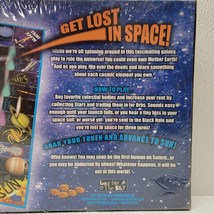 GET LOST
IN SPACE!
While we're all spinning around in this fascinating galaxy,
play to rule the universe! You could even own Mother Earth!
And as you play, flip over the deeds and learn something
about each cosmic element you own.
HOW TO PLAY
Buy favorite celestial bodies and increase your rent by
collecting Stars and trading them in for Orbs. Sounds easy
enough until your launch fails, or you hear a tiny hiss in your
space suit, or worse yet: you're sent to the Black Hole and
you're lost in space for three turns!
GRAB YOUR TOKEN AND ADVANCE TO SUN!
Who knows! You may soon be the first human on Saturn, or you
may be abducted by aliens! Whatever happens, it will be
out of this world!